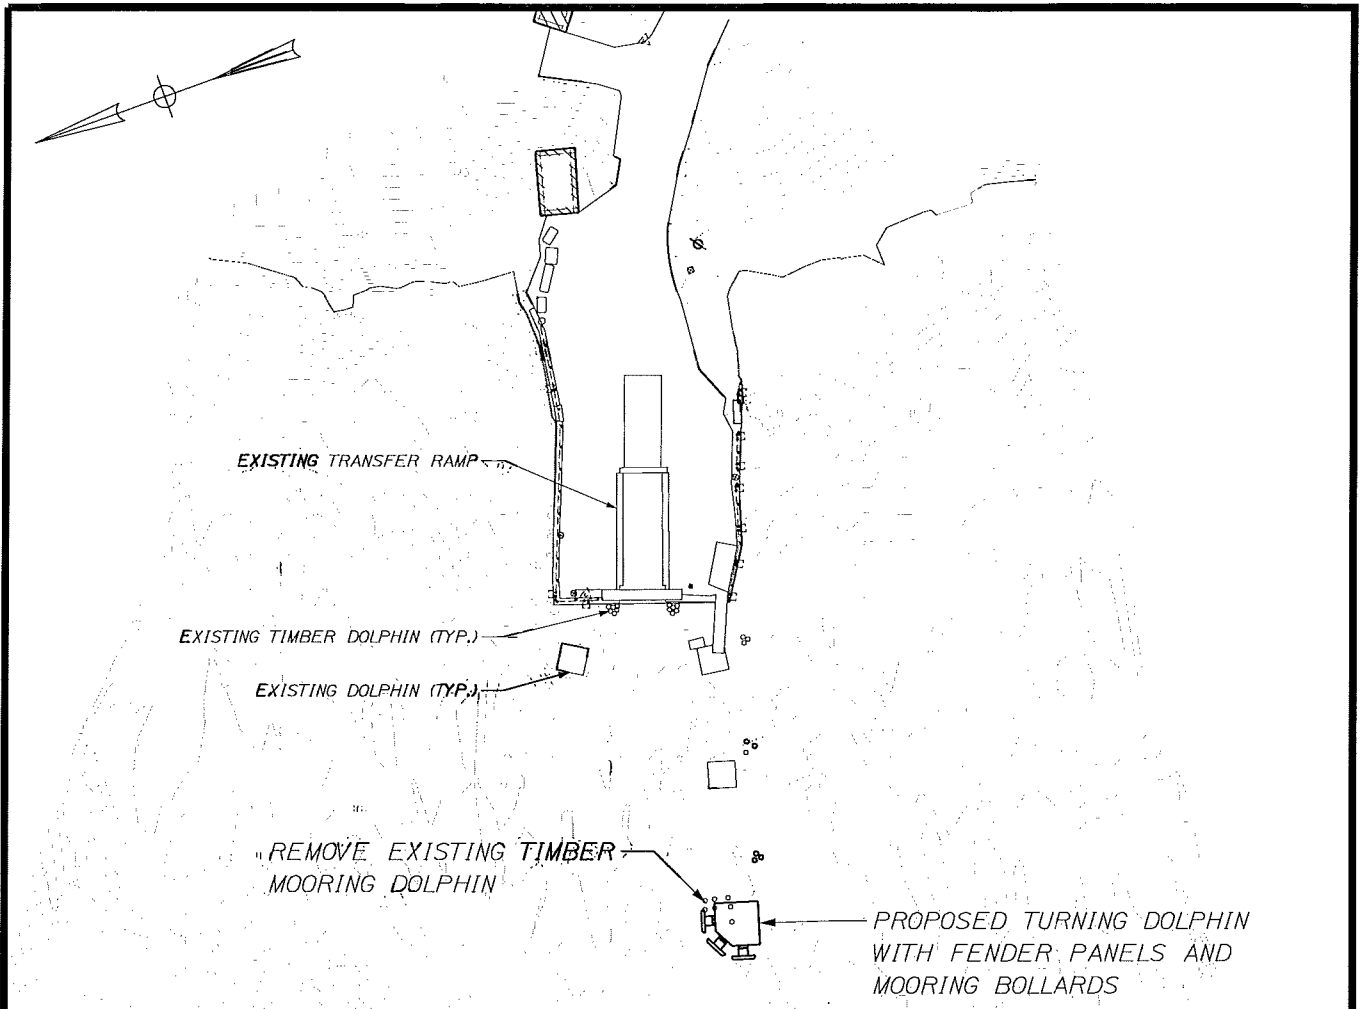 EXISTING TRANSFER RAMP
EXISTING TIMBER DOLPHIN (TYP.)
EXISTING DOLPHIN (TYP.)
REMOVE EXISTING TIMBER
MOORING DOLPHIN
PROPOSED TURNING DOLPHIN
WITH FENDER PANELS AND
MOORING BOLLARDS